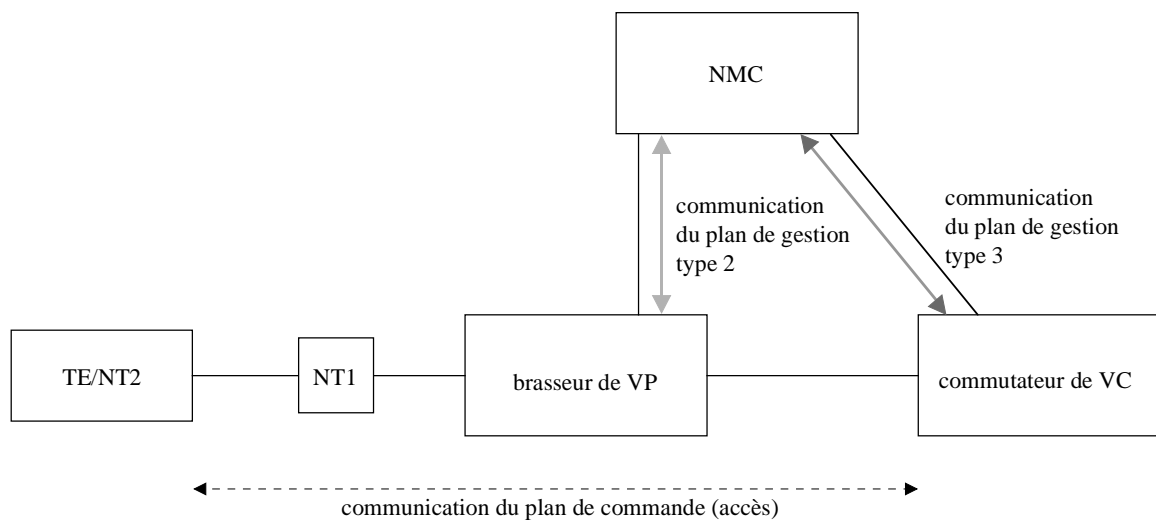 NMC
communication
du plan de gestion
type 2
communication
du plan de gestion
type 3
TE/NT2
NT1
brasseur de VP
commutateur de VC
communication du plan de commande (accès)